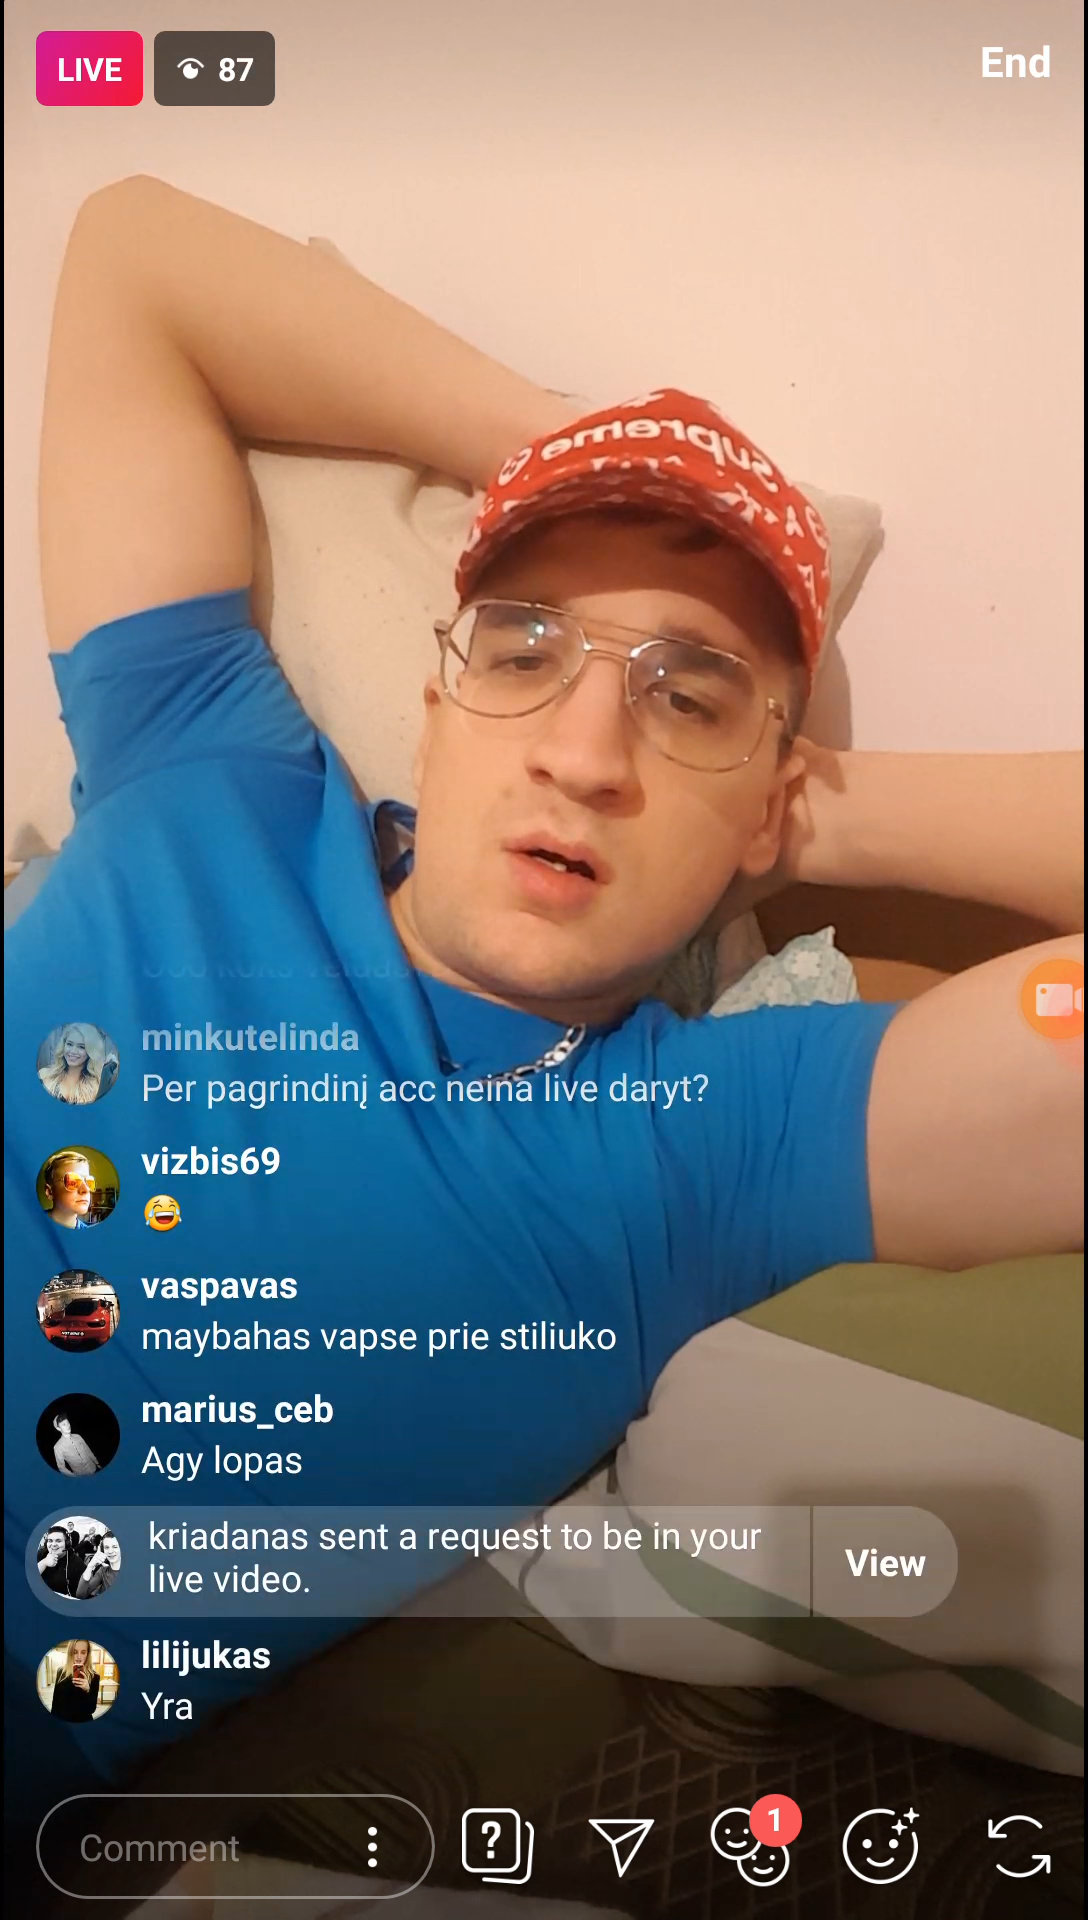 LIVE
87
End
Supreme
minkutelinda
Per pagrindinį acc neina live daryt?
vizbis69
😂
vaspavas
maybahas vapse prie stiliuko
marius_ceb
Agy lopas
kriadanas sent a request to be in your
live video.
View
lilijukas
Yra
Comment
1